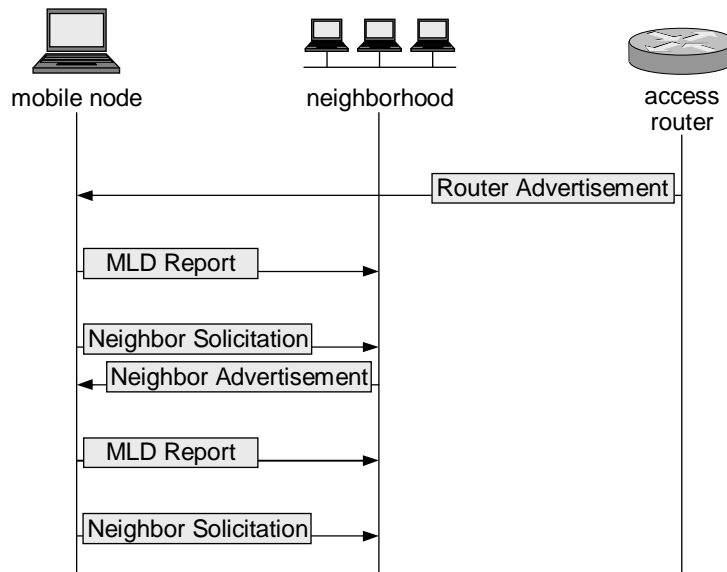 mobile node
neighborhood
access
router
Router Advertisement
MLD Report
Neighbor Solicitation
Neighbor Advertisement
MLD Report
Neighbor Solicitation